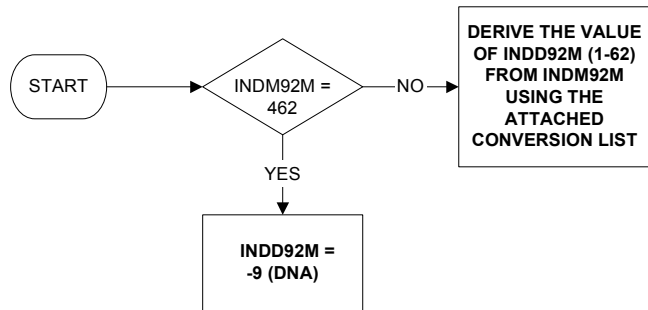 START
INDM92M =
462
NO
DERIVE THE VALUE
OF INDD92M (1-62)
FROM INDM92M
USING THE
ATTACHED
CONVERSION LIST
YES
INDD92M =
-9 (DNA)